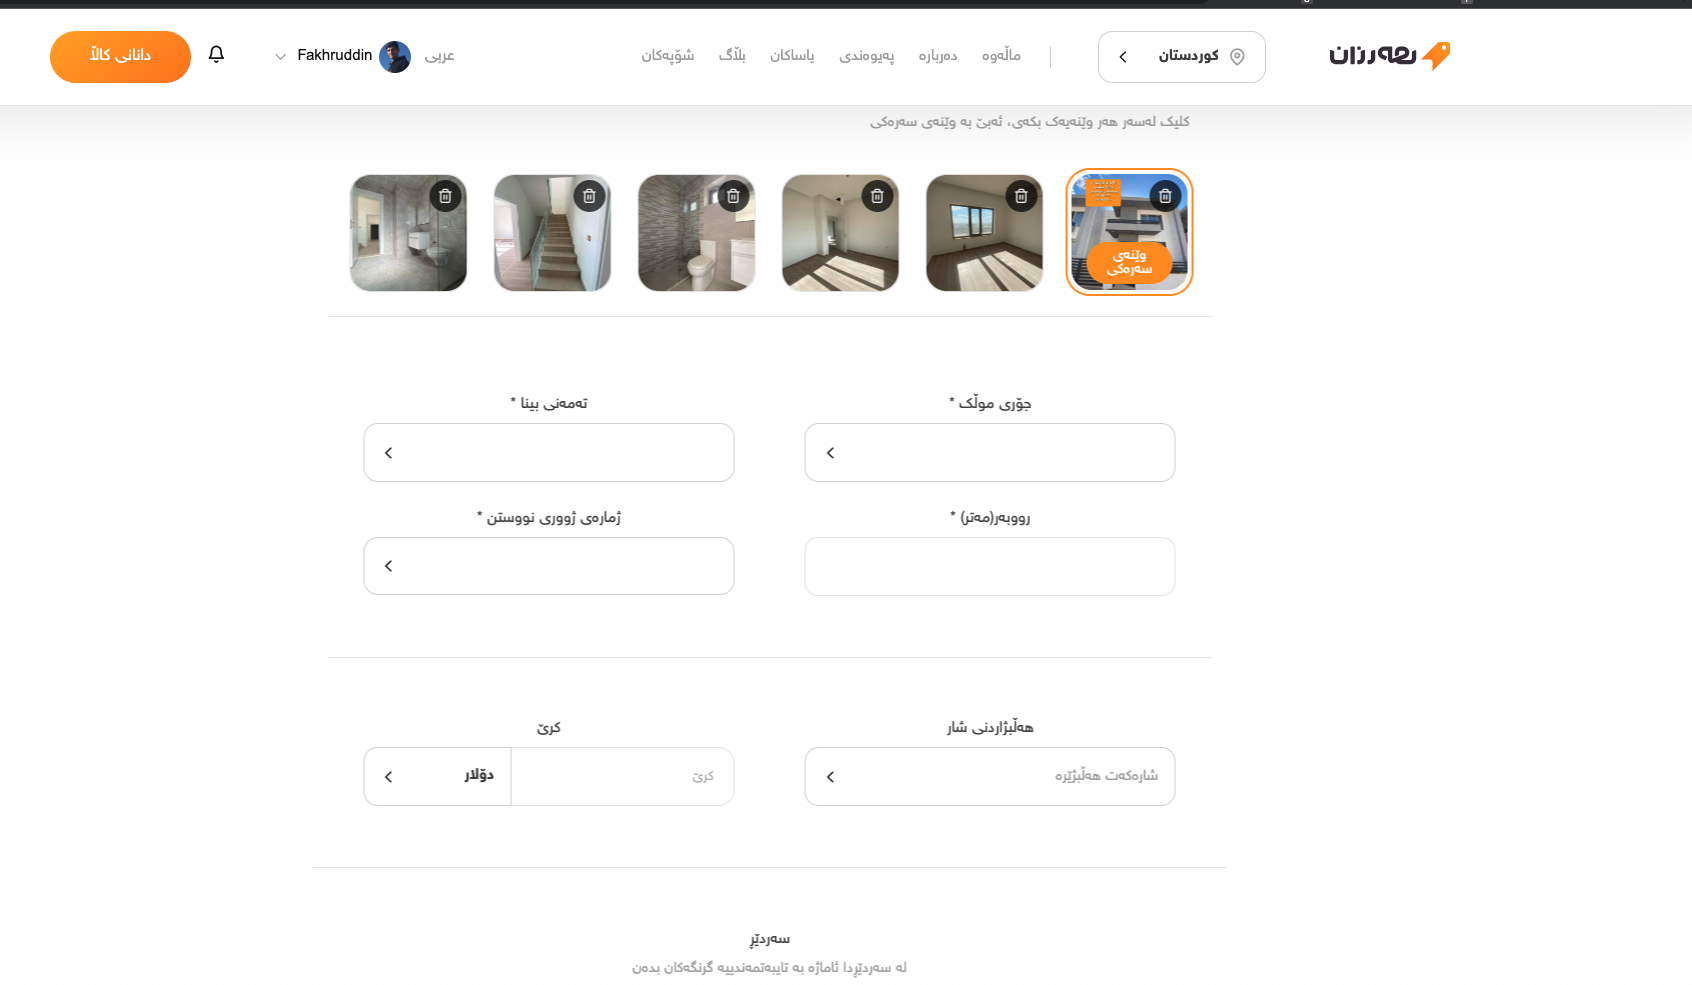 هەرزان
کوردستان
ماڵەوە
دەربارە
پەیوەندی
یاساکان
بلاگ
شۆپەکان
عربی
Fakhruddin
دانانی کاڵا
کلیک لەسەر هەر وێنەیەک بکەی، ئەبێ بە وێنەی سەرەکی
وێنەی
سەرەکی
جۆری موڵک *
تەمەنی بینا *
رووبەر(مەتر) *
ژمارەی ژووری نووستن *
هەڵبژاردنی شار
کرێ
شارەکەت هەڵبژێرە
کرێ
دۆلار
سەردێڕ
لە سەردێڕدا ئاماژە بە تایبەتمەندییە گرنگەکان بدەن